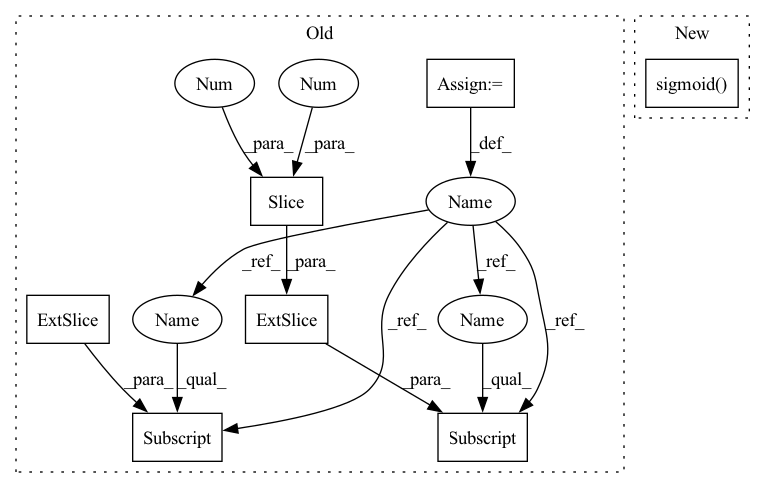 Old
New
Num
Num
Assign:=
sigmoid()
_para_
_para_
_def_
Slice
Name
_ref_
_para_
_ref_
ExtSlice
Name
ExtSlice
Name
_ref_
_ref_
_para_
_qual_
_para_
_qual_
Subscript
Subscript